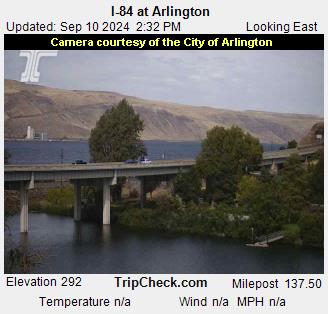 I-84 at Arlington
Updated: Sep 10 2024 2:32 PM Looking East
Camera courtesy of the City of Arlington
Elevation 292 TripCheck.com Milepost 137.50
Temperature n/a Wind n/a MPH n/a